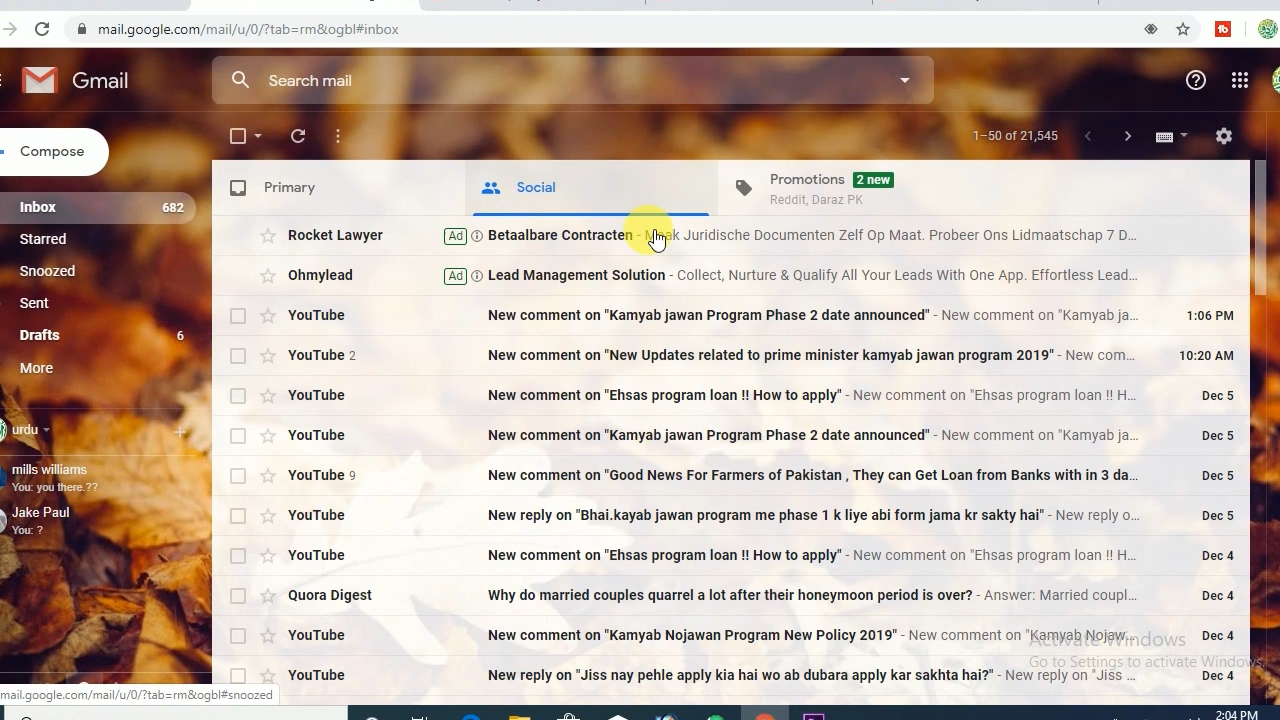 mail.google.com/mail/u/0/?tab=rm&ogbl#inbox
Gmail
Search mail
1–50 of 21,545
Compose
Inbox 682
Starred
Snoozed
Sent
Drafts 6
More
urdu
mills williams
You: you there.??
Jake Paul
You: ?
Primary
Social
Promotions 2 new
Reddit, Daraz PK
Rocket Lawyer Ad Betaalbare Contracten - Juridische Documenten Zelf Op Maat. Probeer Ons Lidmaatschap 7 D...
Ohmylead Ad Lead Management Solution - Collect, Nurture & Qualify All Your Leads With One App. Effortless Lead...
YouTube New comment on "Kamyab jawan Program Phase 2 date announced" - New comment on "Kamyab ja... 1:06 PM
YouTube 2 New comment on "New Updates related to prime minister kamyab jawan program 2019" - New com... 10:20 AM
YouTube New comment on "Ehsas program loan !! How to apply" - New comment on "Ehsas program loan !! H... Dec 5
YouTube New comment on "Kamyab jawan Program Phase 2 date announced" - New comment on "Kamyab ja... Dec 5
YouTube 9 New comment on "Good News For Farmers of Pakistan , They can Get Loan from Banks with in 3 da... Dec 5
YouTube New reply on "Bhai.kayab jawan program me phase 1 k liye abi form jama kr sakty hai" - New reply o... Dec 5
YouTube New comment on "Ehsas program loan !! How to apply" - New comment on "Ehsas program loan !! H... Dec 4
Quora Digest Why do married couples quarrel a lot after their honeymoon period is over? - Answer: Married coupl... Dec 4
YouTube New comment on "Kamyab Nojawan Program New Policy 2019" - New comment on "Kamyab Nojaw... Dec 4
YouTube New reply on "Jiss nay pehle apply kia hai wo ab dubara apply kar sakhta hai?" - New reply on "Jiss ... Dec 4
Activate Windows
Go to Settings to activate Windows.
mail.google.com/mail/u/0/?tab=rm&ogbl#snoozed
2:04 PM